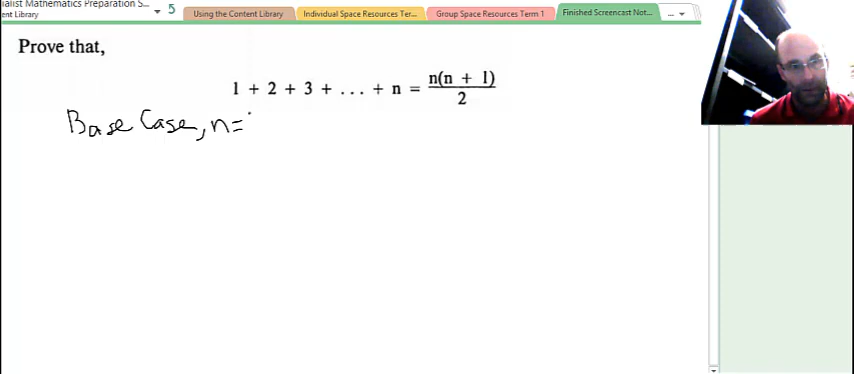 ialist Mathematics Preparation S...
ent Library
5
Using the Content Library
Individual Space Resources Ter...
Group Space Resources Term 1
Finished Screencast Not...
...
Prove that,
1 + 2 + 3 + ... + n = n(n + 1)/2
Base Case, n=